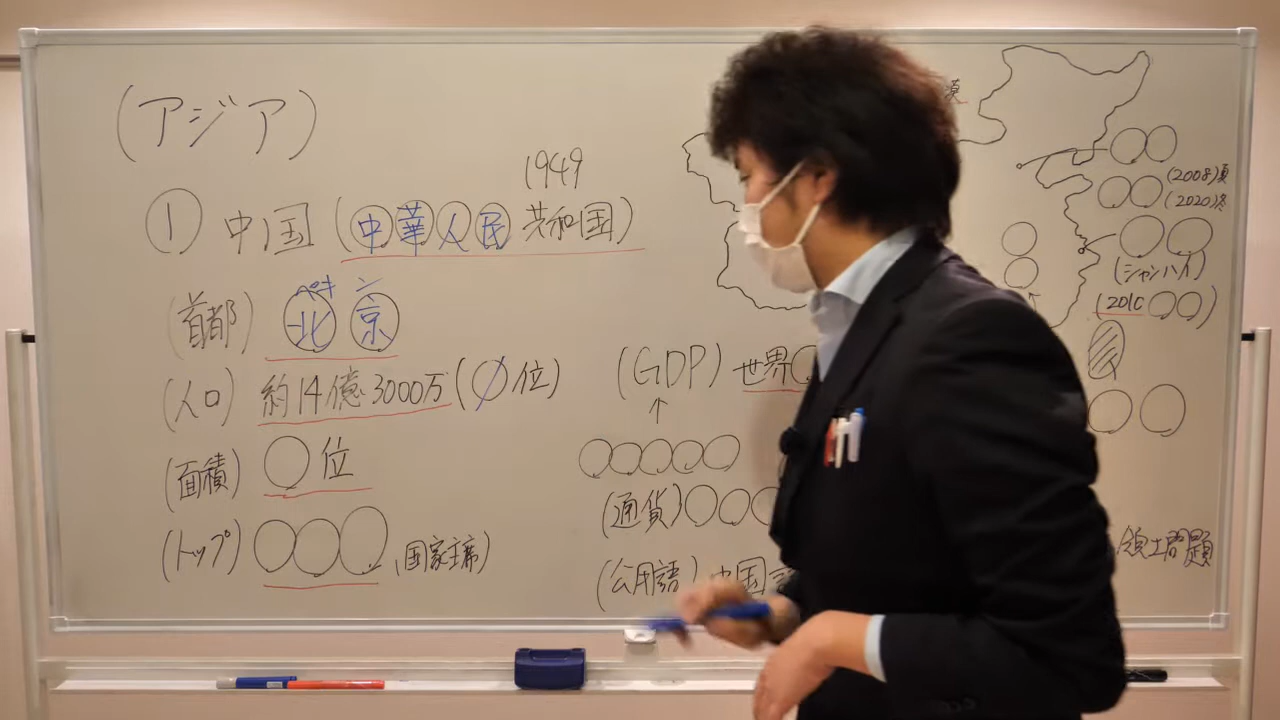 (アジア)
1949
① 中国 (中華人民共和国)
ペキン
(首都) 北京
(人口) 約14億3000万 (○位)
(面積) ○位
(トップ) ○○○ 国家主席)
(GDP) 世界○
↑
○○○○○
(通貨)○○○
(公用語) 中国
○○
(2008)夏
○○ (2020)冬
○○
(シャンハイ)
(2010 ○○)
○
○
↑
○○
領土問題